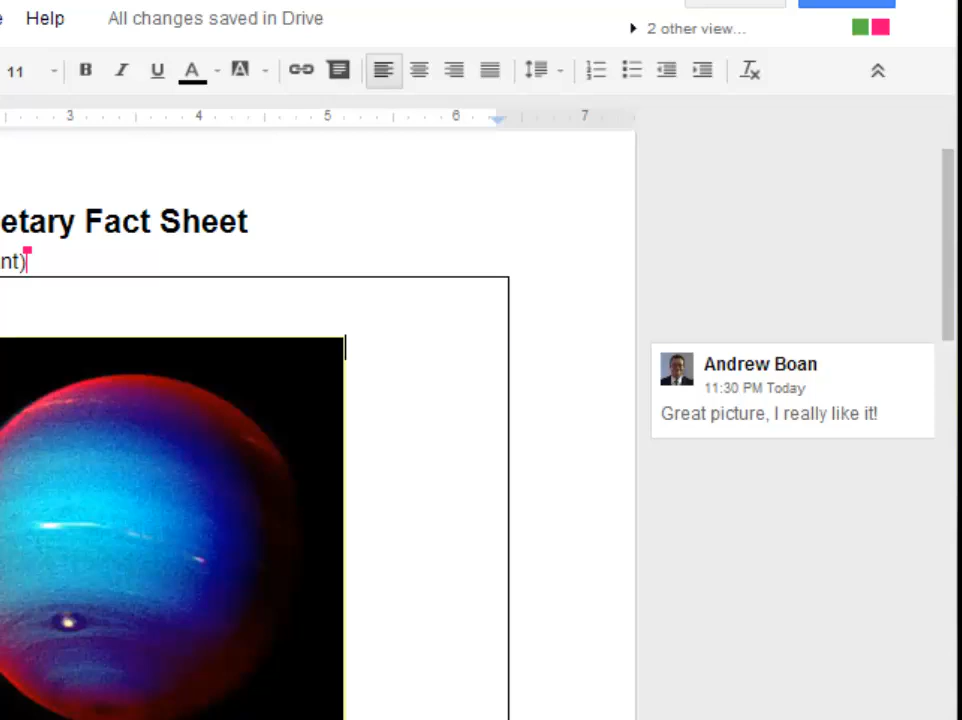 Help All changes saved in Drive
2 other view...
11 B I U A A
3 4 5 6 7
etary Fact Sheet
nt)
Andrew Boan
11:30 PM Today
Great picture, I really like it!